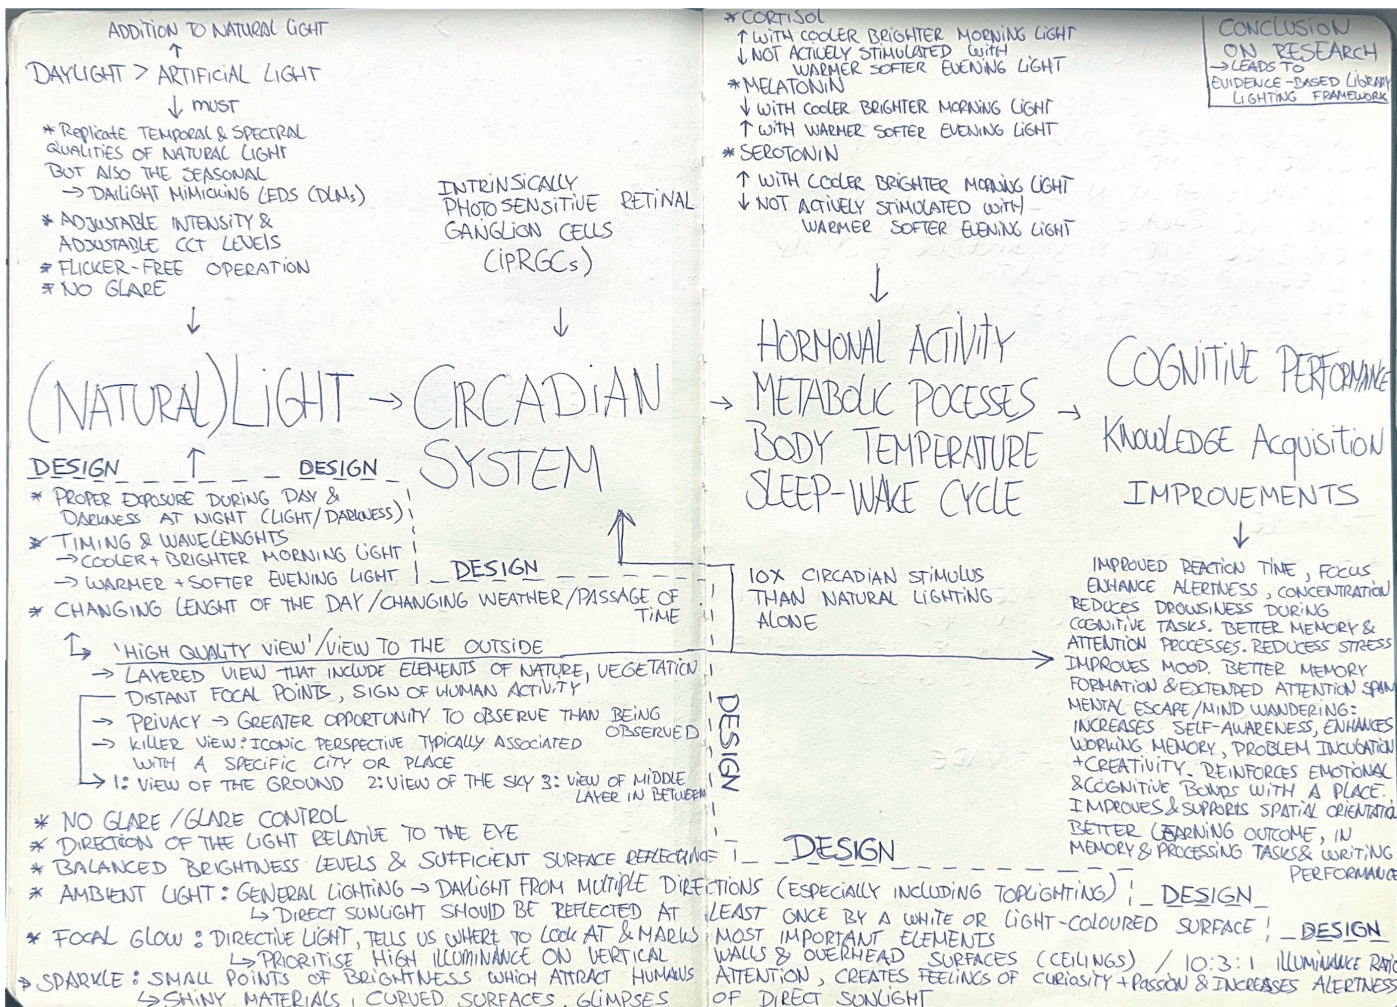 ADDITION TO NATURAL LIGHT
↑
DAYLIGHT > ARTIFICIAL LIGHT
↓ MUST
* Replicate TEMPORAL & SPECTRAL
QUALITIES OF NATURAL LIGHT
BUT ALSO THE SEASONAL
→ DAYLIGHT MIMICKING LEDS (DLMs)
* ADJUSTABLE INTENSITY &
ADJUSTABLE CCT LEVELS
* FLICKER-FREE OPERATION
* NO GLARE
↓
INTRINSICALLY
PHOTOSENSITIVE RETINAL
GANGLION CELLS
(ipRGCs)
↓
* CORTISOL
↑ WITH COOLER BRIGHTER MORNING LIGHT
↓ NOT ACTIVELY STIMULATED WITH
WARMER SOFTER EVENING LIGHT
* MELATONIN
↓ WITH COOLER BRIGHTER MORNING LIGHT
↑ WITH WARMER SOFTER EVENING LIGHT
* SEROTONIN
↑ WITH COOLER BRIGHTER MORNING LIGHT
↓ NOT ACTIVELY STIMULATED WITH
WARMER SOFTER EVENING LIGHT
↓
CONCLUSION
ON RESEARCH
→ LEADS TO
EVIDENCE-BASED LIBRARY
LIGHTING FRAMEWORK
(NATURAL) LIGHT → CIRCADIAN
SYSTEM
→ HORMONAL ACTIVITY
METABOLIC POCESSES
BODY TEMPERATURE
SLEEP-WAKE CYCLE
→ COGNITIVE PERFORMANCE
KNOWLEDGE Acquisition
IMPROVEMENTS
↓
DESIGN ↑ DESIGN
* PROPER EXPOSURE DURING DAY &
DARKNESS AT NIGHT (LIGHT/DARKNESS)
* TIMING & WAVELENGHTS
→ COOLER + BRIGHTER MORNING LIGHT
→ WARMER + SOFTER EVENING LIGHT
DESIGN
* CHANGING LENGHT OF THE DAY / CHANGING WEATHER / PASSAGE OF
TIME
'HIGH QUALITY VIEW' / VIEW TO THE OUTSIDE
→ LAYERED VIEW THAT INCLUDE ELEMENTS OF NATURE, VEGETATION
DISTANT FOCAL POINTS, SIGN OF HUMAN ACTIVITY
→ PRIVACY → GREATER OPPORTUNITY TO OBSERVE THAN BEING
OBSERVED
→ KILLER VIEW: ICONIC PERSPECTIVE TYPICALLY ASSOCIATED
WITH A SPECIFIC CITY OR PLACE
→ 1: VIEW OF THE GROUND 2: VIEW OF THE SKY 3: VIEW OF MIDDLE
LAYER IN BETWEEN
10X CIRCADIAN STIMULUS
THAN NATURAL LIGHTING
ALONE
DESIGN
IMPROVED REACTION TIME, FOCUS
ENHANCE ALERTNESS, CONCENTRATION
REDUCES DROWSINESS DURING
COGNITIVE TASKS. BETTER MEMORY &
ATTENTION PROCESSES. REDUCESS STRESS
IMPROVES MOOD. BETTER MEMORY
FORMATION & EXTENDED ATTENTION SPAN
MENTAL ESCAPE/MIND WANDERING:
INCREASES SELF-AWARENESS, ENHANCES
WORKING MEMORY, PROBLEM INCUBATION
+ CREATIVITY. REINFORCES EMOTIONAL
& COGNITIVE BONDS WITH A PLACE.
IMPROVES & SUPPORTS SPATIAL ORIENTATION
BETTER LEARNING OUTCOME, IN
MEMORY & PROCESSING TASKS & WRITING
PERFORMANCE
* NO GLARE / GLARE CONTROL
* DIRECTION OF THE LIGHT RELATIVE TO THE EYE
* BALANCED BRIGHTNESS LEVELS & SUFFICIENT SURFACE REFLECTANCE
DESIGN
* AMBIENT LIGHT: GENERAL LIGHTING → DAYLIGHT FROM MULTIPLE DIRECTIONS (ESPECIALLY INCLUDING TOPLIGHTING)
DESIGN
↳ DIRECT SUNLIGHT SHOULD BE REFLECTED AT LEAST ONCE BY A WHITE OR LIGHT-COLOURED SURFACE
DESIGN
* FOCAL GLOW: DIRECTIVE LIGHT, TELLS US WHERE TO LOOK AT & MARKS MOST IMPORTANT ELEMENTS
↳ PRIORITISE HIGH ILLUMINANCE ON VERTICAL WALLS & OVERHEAD SURFACES (CEILINGS) / 10:3:1 ILLUMINANCE RATIO
* SPARKLE: SMALL POINTS OF BRIGHTNESS WHICH ATTRACT HUMANS ATTENTION, CREATES FEELINGS OF CURIOSITY + PASSION & INCREASES ALERTNESS
↳ SHINY MATERIALS, CURVED SURFACES, GLIMPSES OF DIRECT SUNLIGHT